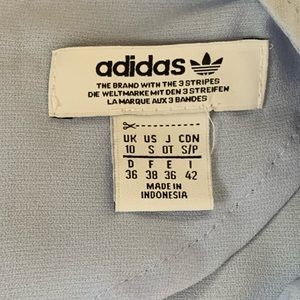 adidas
THE BRAND WITH THE 3 STRIPES
DIE WELTMARKE MIT DEN 3 STREIFEN
LA MARQUE AUX 3 BANDES
UK US J CDN
10 S OT S/P
D F E I
36 38 36 42
MADE IN
INDONESIA